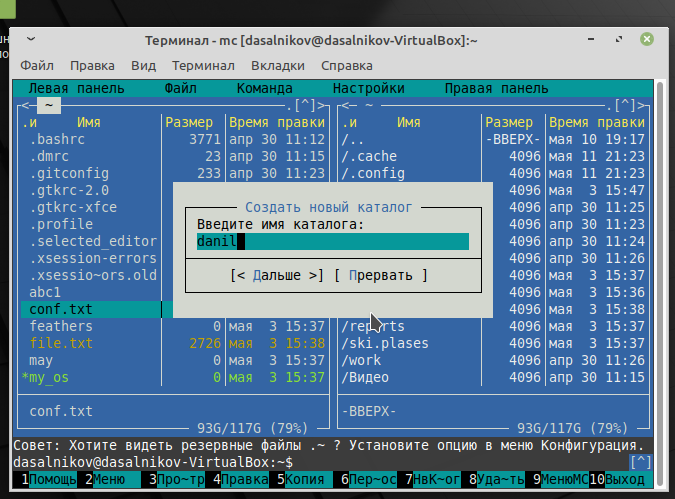 Терминал - mc [dasalnikov@dasalnikov-VirtualBox]:~
Файл Правка Вид Терминал Вкладки Справка
Левая панель Файл Команда Настройки Правая панель
<— ~ .[^]> <— ~ .[^]>
.и Имя Размер Время правки .и Имя Размер Время правки
.bashrc 3771 апр 30 11:12 /.. -ВВЕРХ- мая 10 19:17
.dmrc 23 апр 30 11:15 /.cache 4096 мая 11 21:23
.gitconfig 233 апр 30 11:23 /.config 4096 мая 11 21:23
.gtkrc-2.0 4096 мая 3 15:47
.gtkrc-xfce 4096 апр 30 11:25
.profile 4096 апр 30 11:23
.selected_editor 4096 апр 30 11:24
.xsession-errors 4096 апр 30 11:26
.xsessio~ors.old 4096 мая 3 15:37
abc1 4096 мая 3 15:36
conf.txt 4096 мая 3 15:38
Создать новый каталог
Введите имя каталога:
danil
[< Дальше >] [ Прервать ]
feathers 0 мая 3 15:37 /reports 4096 мая 3 15:37
file.txt 2726 мая 3 15:38 /ski.plases 4096 мая 3 15:37
may 0 мая 3 15:37 /work 4096 апр 30 11:26
*my_os 0 мая 3 15:37 /Видео 4096 апр 30 11:15
conf.txt -ВВЕРХ-
93G/117G (79%) 93G/117G (79%)
Совет: Хотите видеть резервные файлы .~ ? Установите опцию в меню Конфигурация.
dasalnikov@dasalnikov-VirtualBox:~$ [^]
1Помощь 2Меню 3Про~тр 4Правка 5Копия 6Пер~ос 7НвК~ог 8Уда~ть 9МенюМС 10Выход